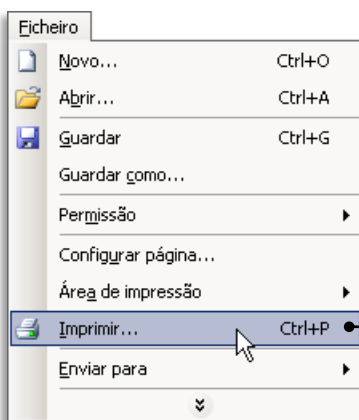 Ficheiro
Novo... Ctrl+O
Abrir... Ctrl+A
Guardar Ctrl+G
Guardar como...
Permissão
Configurar página...
Área de impressão
Imprimir... Ctrl+P
Enviar para